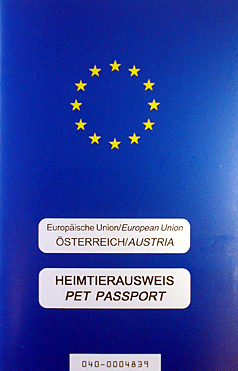 Europäische Union/European Union
ÖSTERREICH/AUSTRIA
HEIMTIERAUSWEIS
PET PASSPORT
040-0004839